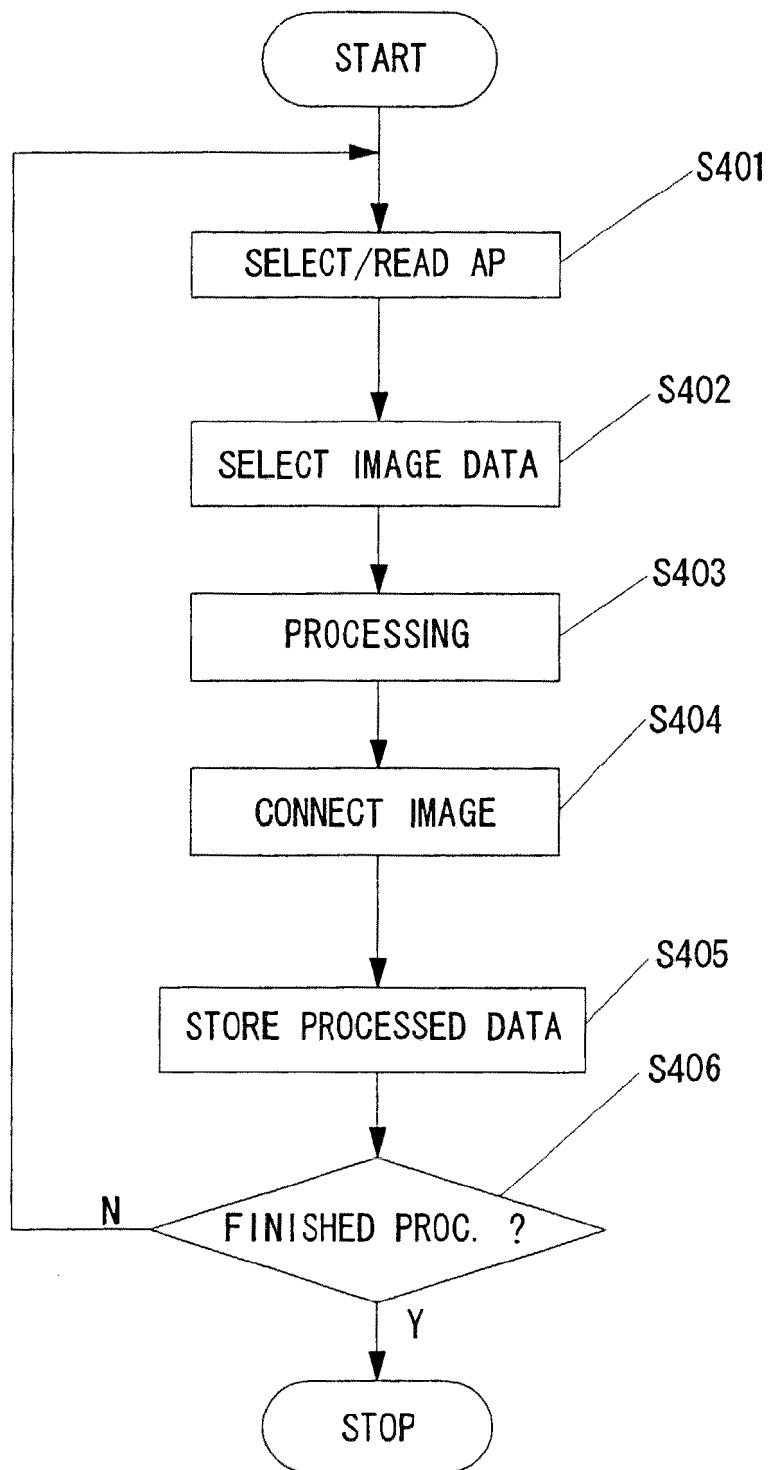 START
S401
SELECT/READ AP
S402
SELECT IMAGE DATA
S403
PROCESSING
S404
CONNECT IMAGE
S405
STORE PROCESSED DATA
S406
N
FINISHED PROC. ?
Y
STOP